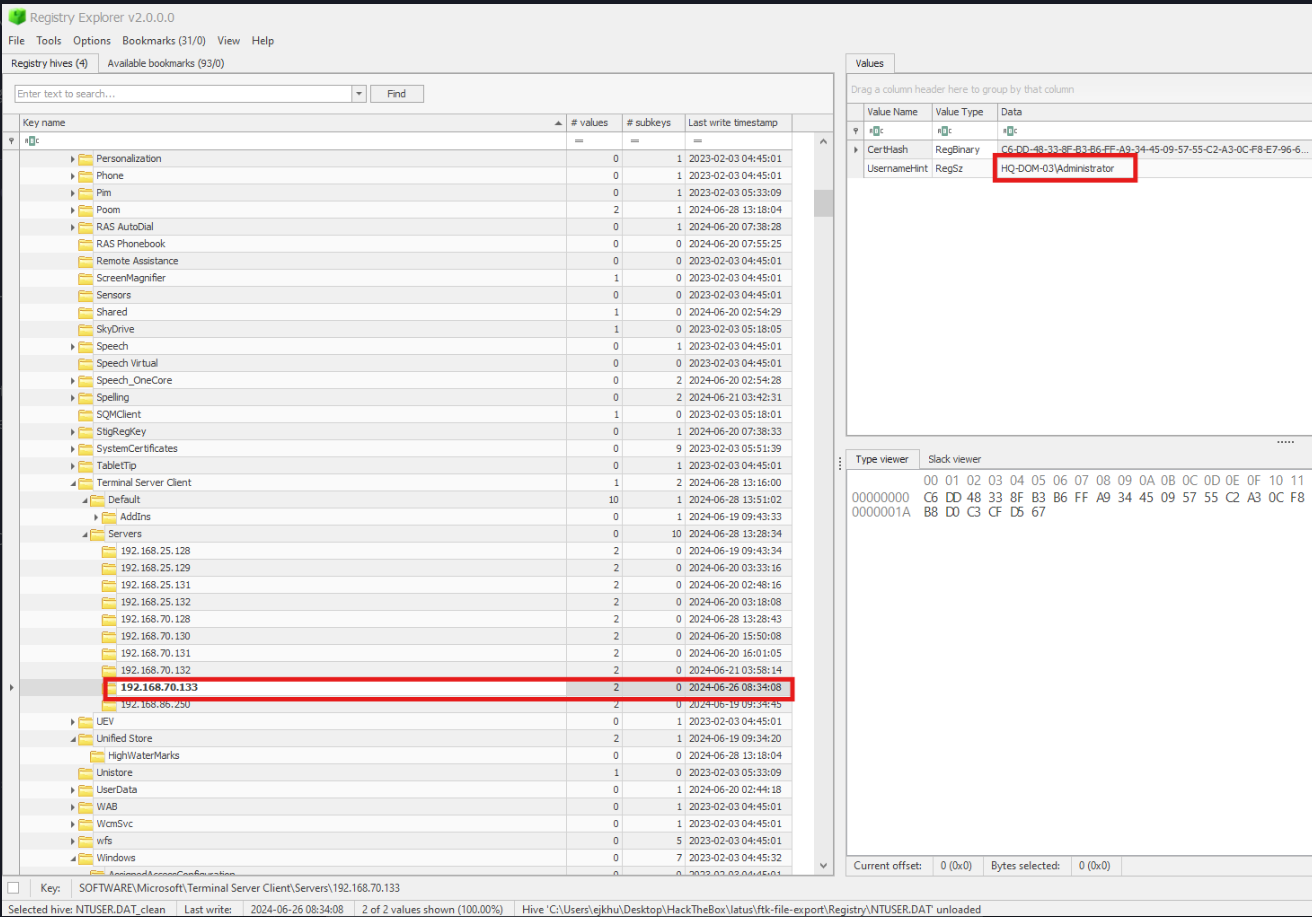 Registry Explorer v2.0.0.0
File Tools Options Bookmarks (31/0) View Help
Registry hives (4) Available bookmarks (93/0)
Enter text to search... Find
Key name # values # subkeys Last write timestamp
Personalization 0 1 2023-02-03 04:45:01
Phone 0 1 2023-02-03 04:45:01
Pim 0 1 2023-02-03 05:33:09
Poom 2 1 2024-06-28 13:18:04
RAS AutoDial 0 1 2024-06-20 07:38:28
RAS Phonebook 0 0 2024-06-20 07:55:25
Remote Assistance 0 0 2023-02-03 04:45:01
ScreenMagnifier 1 0 2023-02-03 04:45:01
Sensors 0 0 2023-02-03 04:45:01
Shared 1 0 2024-06-20 02:54:29
SkyDrive 1 0 2023-02-03 05:18:05
Speech 0 1 2023-02-03 04:45:01
Speech Virtual 0 0 2023-02-03 04:45:01
Speech_OneCore 0 2 2024-06-20 02:54:28
Spelling 0 2 2024-06-21 03:42:31
SQMClient 1 0 2023-02-03 05:18:01
StigRegKey 0 1 2024-06-20 07:38:33
SystemCertificates 0 9 2023-02-03 05:51:39
TabletTip 0 1 2023-02-03 04:45:01
Terminal Server Client 1 2 2024-06-28 13:16:00
Default 10 1 2024-06-28 13:51:02
AddIns 0 1 2024-06-19 09:43:33
Servers 0 10 2024-06-28 13:28:34
192.168.25.128 2 0 2024-06-19 09:43:34
192.168.25.129 2 0 2024-06-20 03:33:16
192.168.25.131 2 0 2024-06-20 02:48:16
192.168.25.132 2 0 2024-06-20 03:18:08
192.168.70.128 2 0 2024-06-28 13:28:43
192.168.70.130 2 0 2024-06-20 15:50:08
192.168.70.131 2 0 2024-06-20 16:01:05
192.168.70.132 2 0 2024-06-21 03:58:14
192.168.70.133 2 0 2024-06-26 08:34:08
192.168.86.250 2 0 2024-06-19 09:34:45
UEV 0 1 2023-02-03 04:45:01
Unified Store 2 1 2024-06-19 09:34:20
HighWaterMarks 0 0 2024-06-28 13:18:04
Unistore 1 0 2023-02-03 05:33:09
UserData 0 1 2024-06-20 02:44:18
WAB 0 1 2023-02-03 04:45:01
WcmSvc 0 1 2023-02-03 04:45:01
wfs 0 5 2023-02-03 04:45:01
Windows 0 7 2023-02-03 04:45:32
AssignedAccessConfiguration 0 0 2023-02-03 04:45:01
Key: SOFTWARE\Microsoft\Terminal Server Client\Servers\192.168.70.133
Selected hive: NTUSER.DAT_clean Last write: 2024-06-26 08:34:08 2 of 2 values shown (100.00%) Hive 'C:\Users\ejkhu\Desktop\HackTheBox\latus\ftk-file-export\Registry\NTUSER.DAT' unloaded
Values
Drag a column header here to group by that column
Value Name Value Type Data
CertHash RegBinary C6-DD-48-33-8F-B3-B6-FF-A9-34-45-09-57-55-C2-A3-0C-F8-E7-96-6...
UsernameHint RegSz HQ-DOM-03\Administrator
Type viewer Slack viewer
00 01 02 03 04 05 06 07 08 09 0A 0B 0C 0D 0E 0F 10 11
00000000 C6 DD 48 33 8F B3 B6 FF A9 34 45 09 57 55 C2 A3 0C F8
0000001A B8 D0 C3 CF D5 67
Current offset: 0 (0x0) Bytes selected: 0 (0x0)